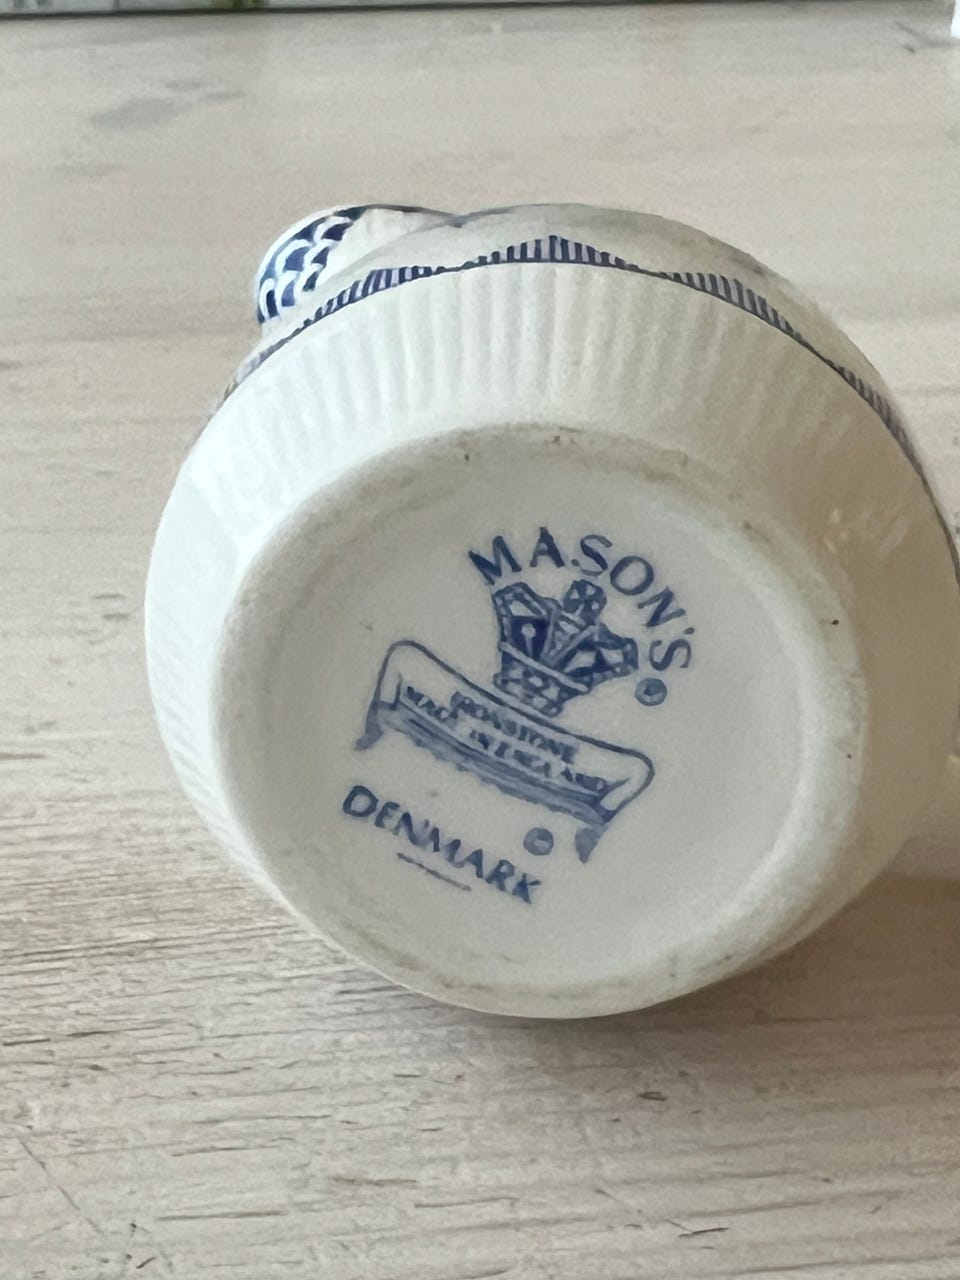 MASON'S
IRONSTONE
MADE IN ENGLAND
DENMARK